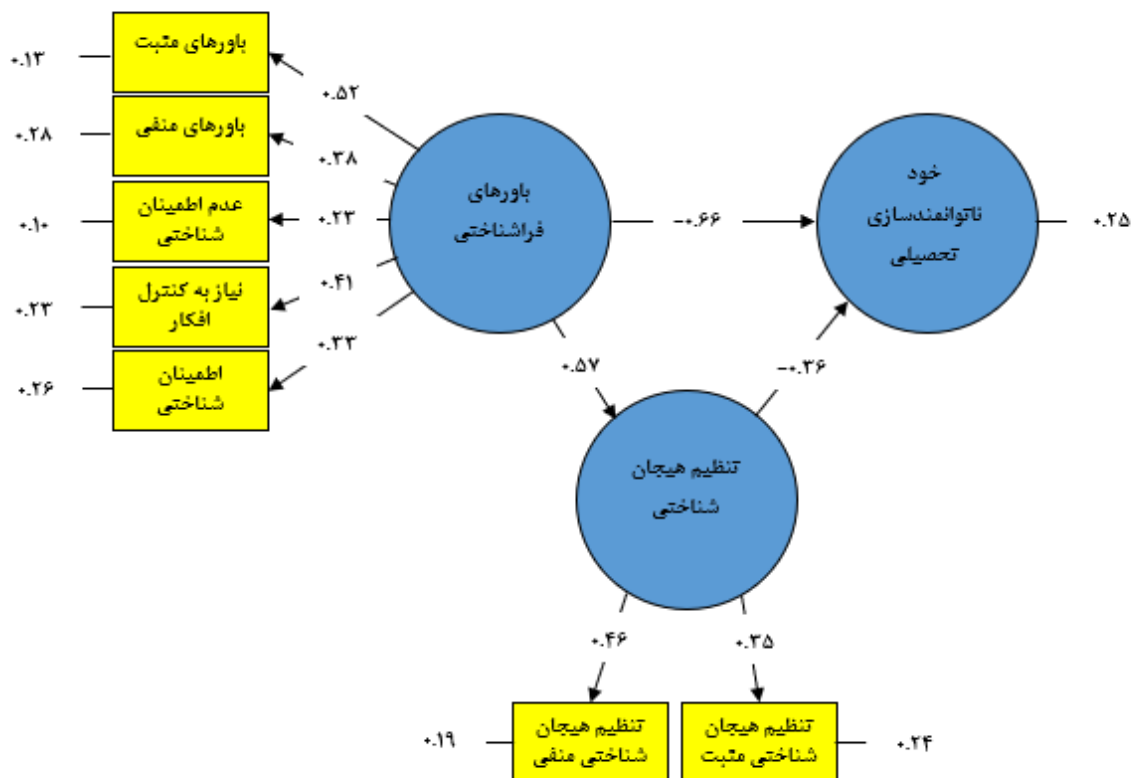 باورهای مثبت
۰.۱۳
۰.۵۲
باورهای منفی
۰.۲۸
۰.۳۸
عدم اطمینان
شناختی
۰.۱۰
۰.۲۳
نیاز به کنترل
افکار
۰.۲۳
۰.۴۱
اطمینان
شناختی
۰.۲۶
۰.۳۳
باورهای
فراشناختی
-۰.۶۶
خود
ناتوانمندسازی
تحصیلی
۰.۲۵
۰.۵۷
-۰.۳۶
تنظیم هیجان
شناختی
۰.۴۶
۰.۳۵
تنظیم هیجان
شناختی منفی
۰.۱۹
تنظیم هیجان
شناختی مثبت
۰.۲۴